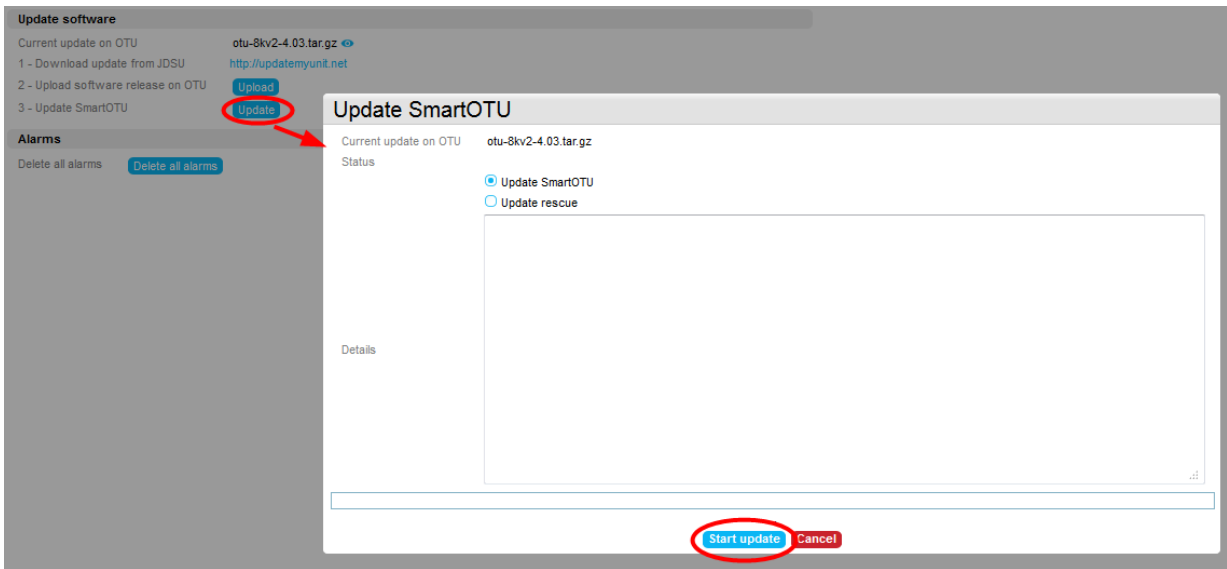 Update software
Current update on OTU otu-8kv2-4.03.tar.gz
1 - Download update from JDSU http://updatemyunit.net
2 - Upload software release on OTU Upload
3 - Update SmartOTU Update
Alarms
Delete all alarms Delete all alarms
Update SmartOTU
Current update on OTU otu-8kv2-4.03.tar.gz
Status
Update SmartOTU
Update rescue
Details
Start update Cancel